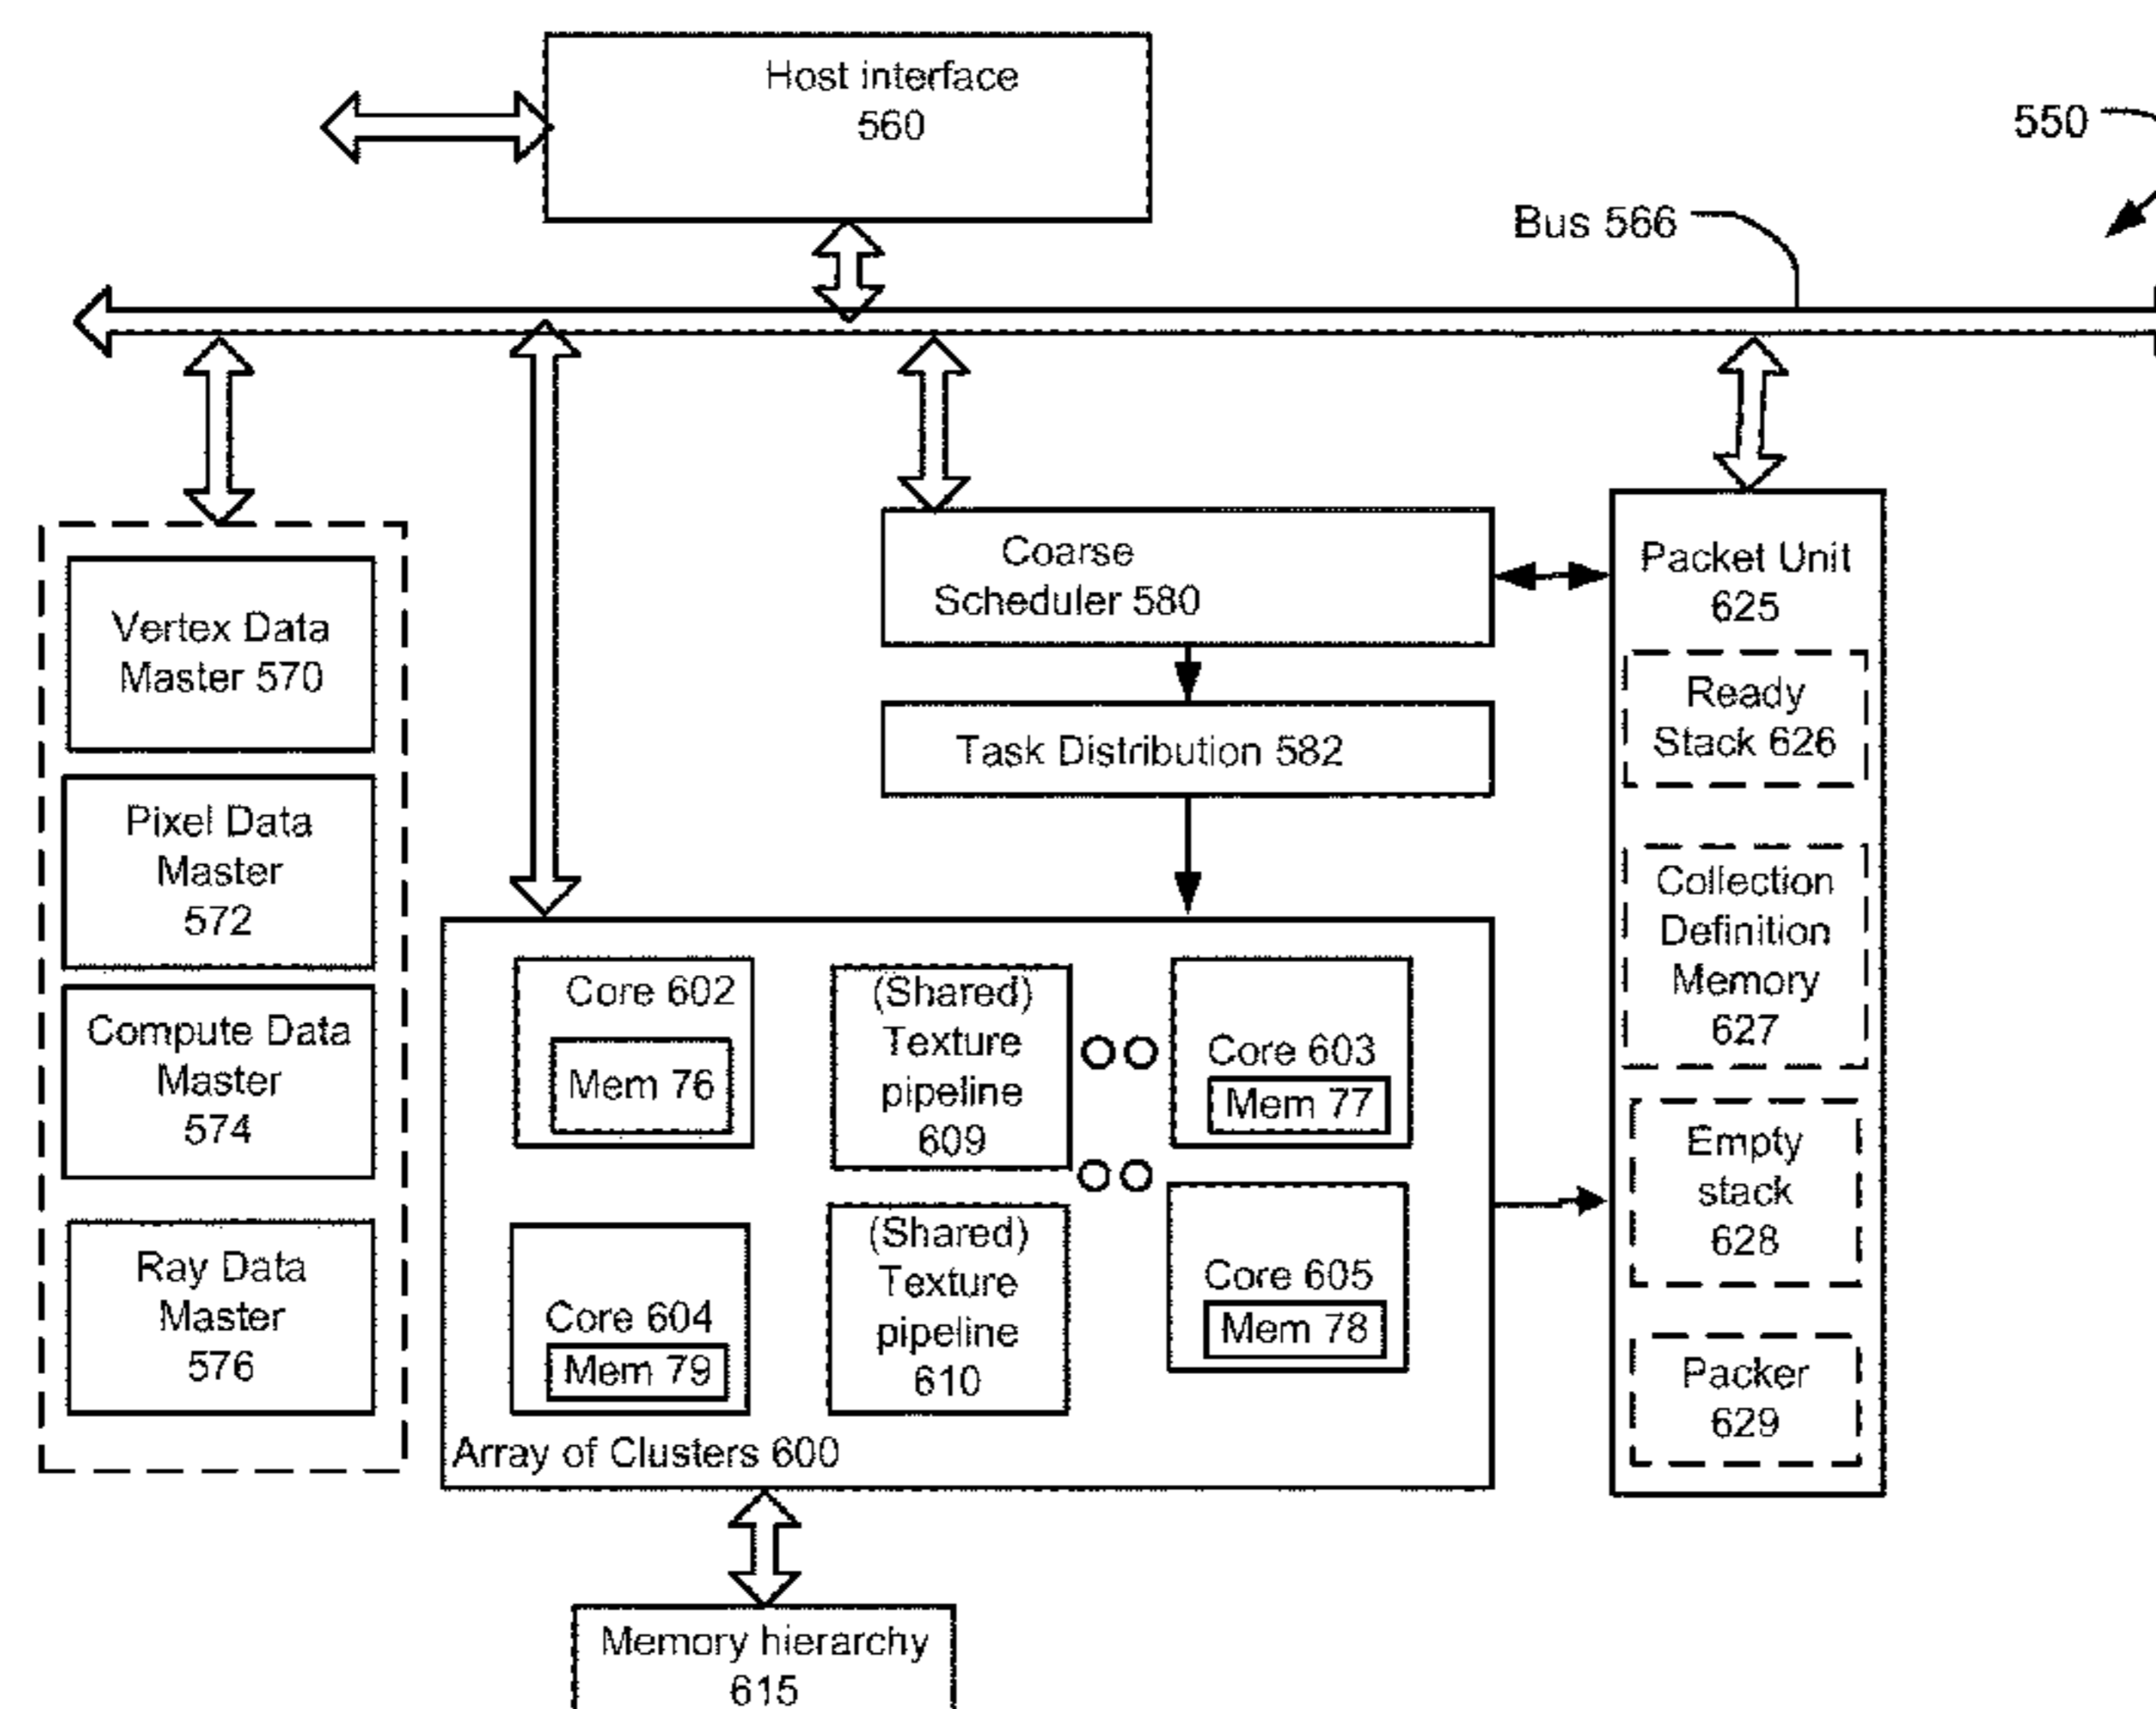 Host interface
560
550
Bus 566
Vertex Data
Master 570
Pixel Data
Master
572
Compute Data
Master
574
Ray Data
Master
576
Coarse
Scheduler 580
Task Distribution 582
Core 602
Mem 76
(Shared)
Texture
pipeline
609
Core 603
Mem 77
Core 604
Mem 79
(Shared)
Texture
pipeline
610
Core 605
Mem 78
Array of Clusters 600
Memory hierarchy
615
Packet Unit
625
Ready
Stack 626
Collection
Definition
Memory
627
Empty
stack
628
Packer
629